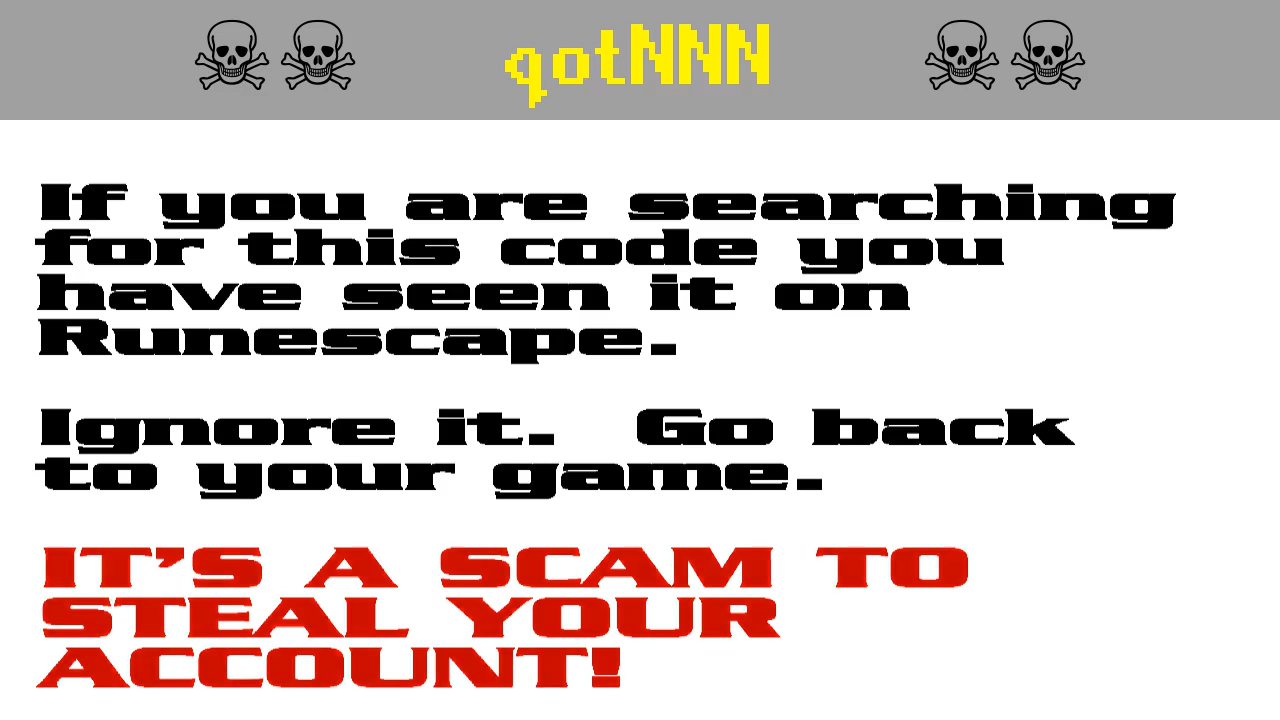 qotNNN
If you are searching
for this code you
have seen it on
Runescape.
Ignore it.  Go back
to your game.
IT'S A SCAM TO
STEAL YOUR
ACCOUNT!